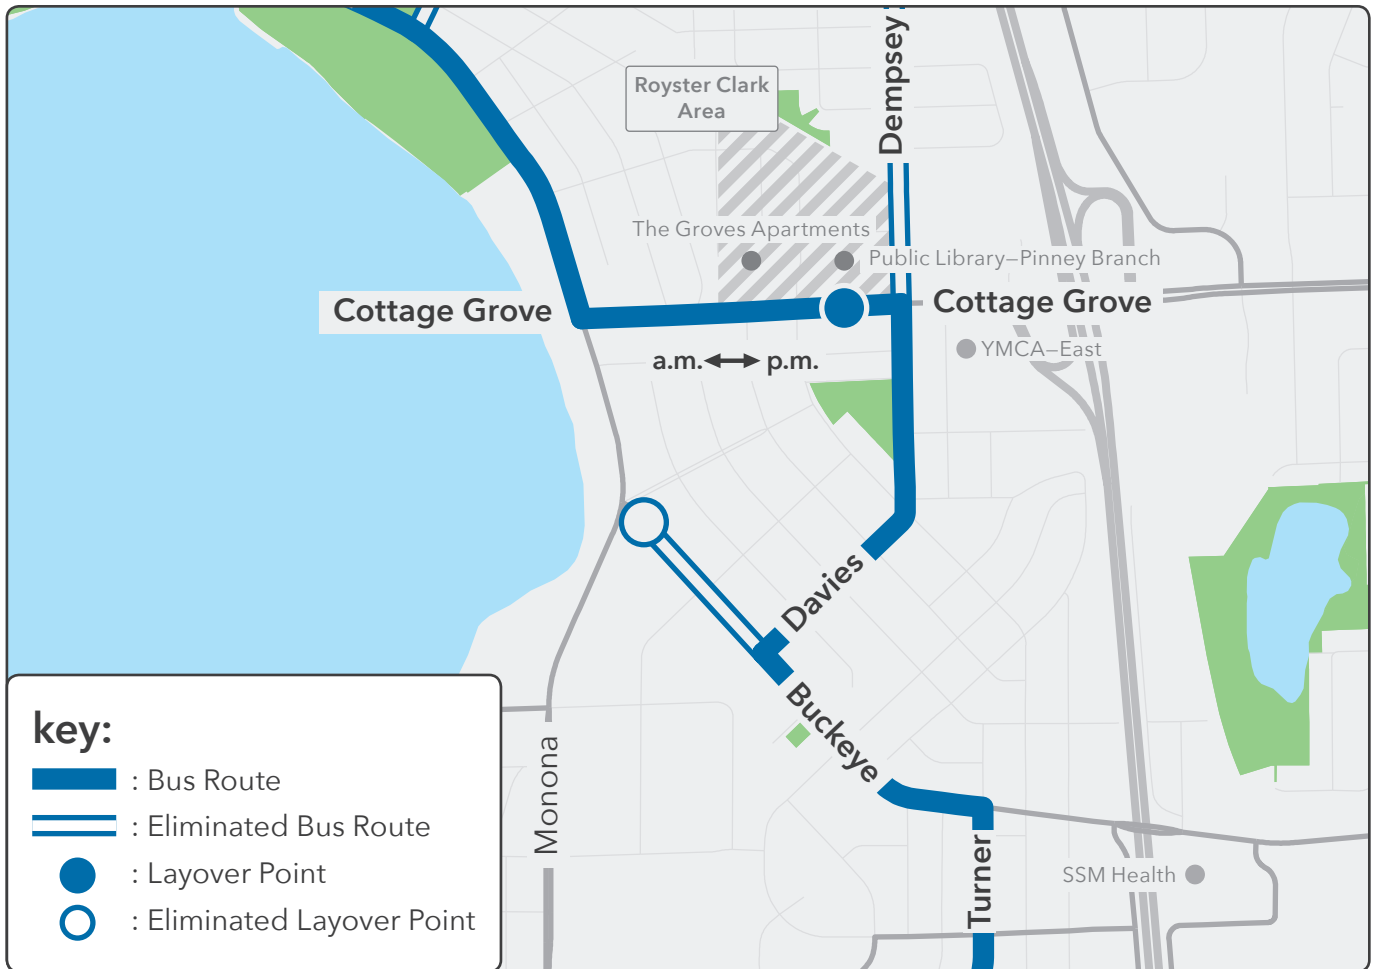 Dempsey
Royster Clark
Area
The Groves Apartments
Public Library–Pinney Branch
Cottage Grove
Cottage Grove
YMCA–East
a.m.
p.m.
Davies
Buckeye
Monona
Turner
SSM Health
key:
: Bus Route
: Eliminated Bus Route
: Layover Point
: Eliminated Layover Point